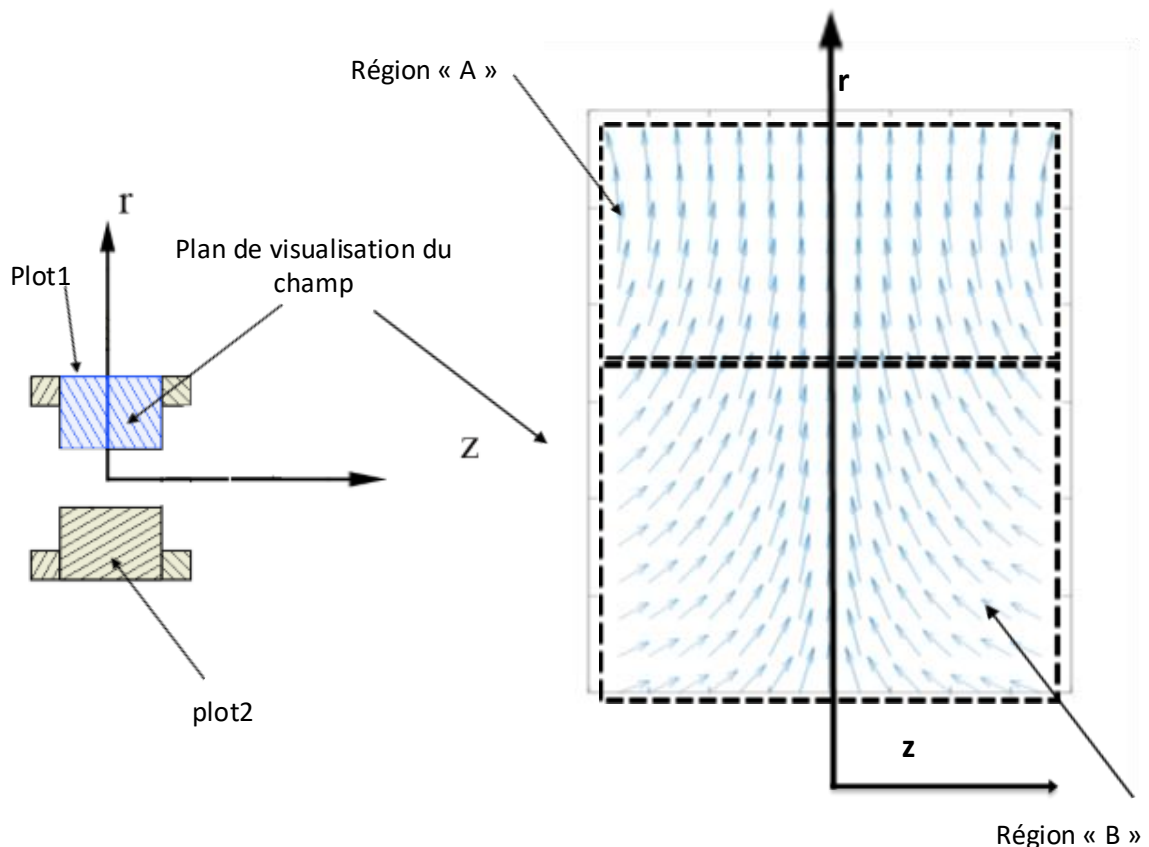 Région « A »
r
r
Plan de visualisation du
champ
Plot1
z
plot2
z
Région « B »